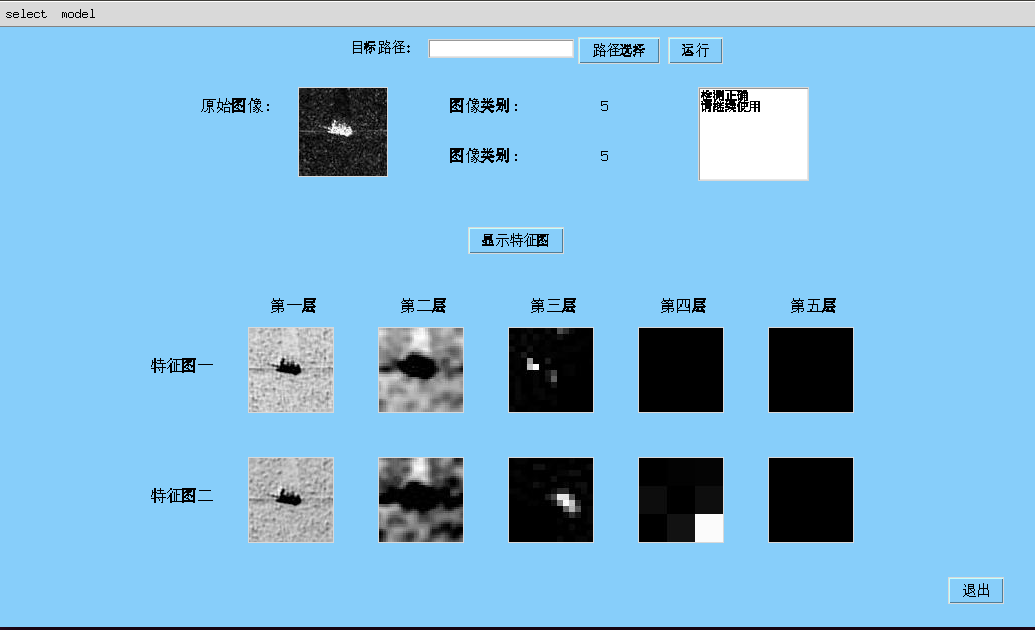 select model
目标路径: 路径选择 运行
原始图像: 图像类别: 5
检测正确
请继续使用
图像类别: 5
显示特征图
第一层 第二层 第三层 第四层 第五层
特征图一
特征图二
退出